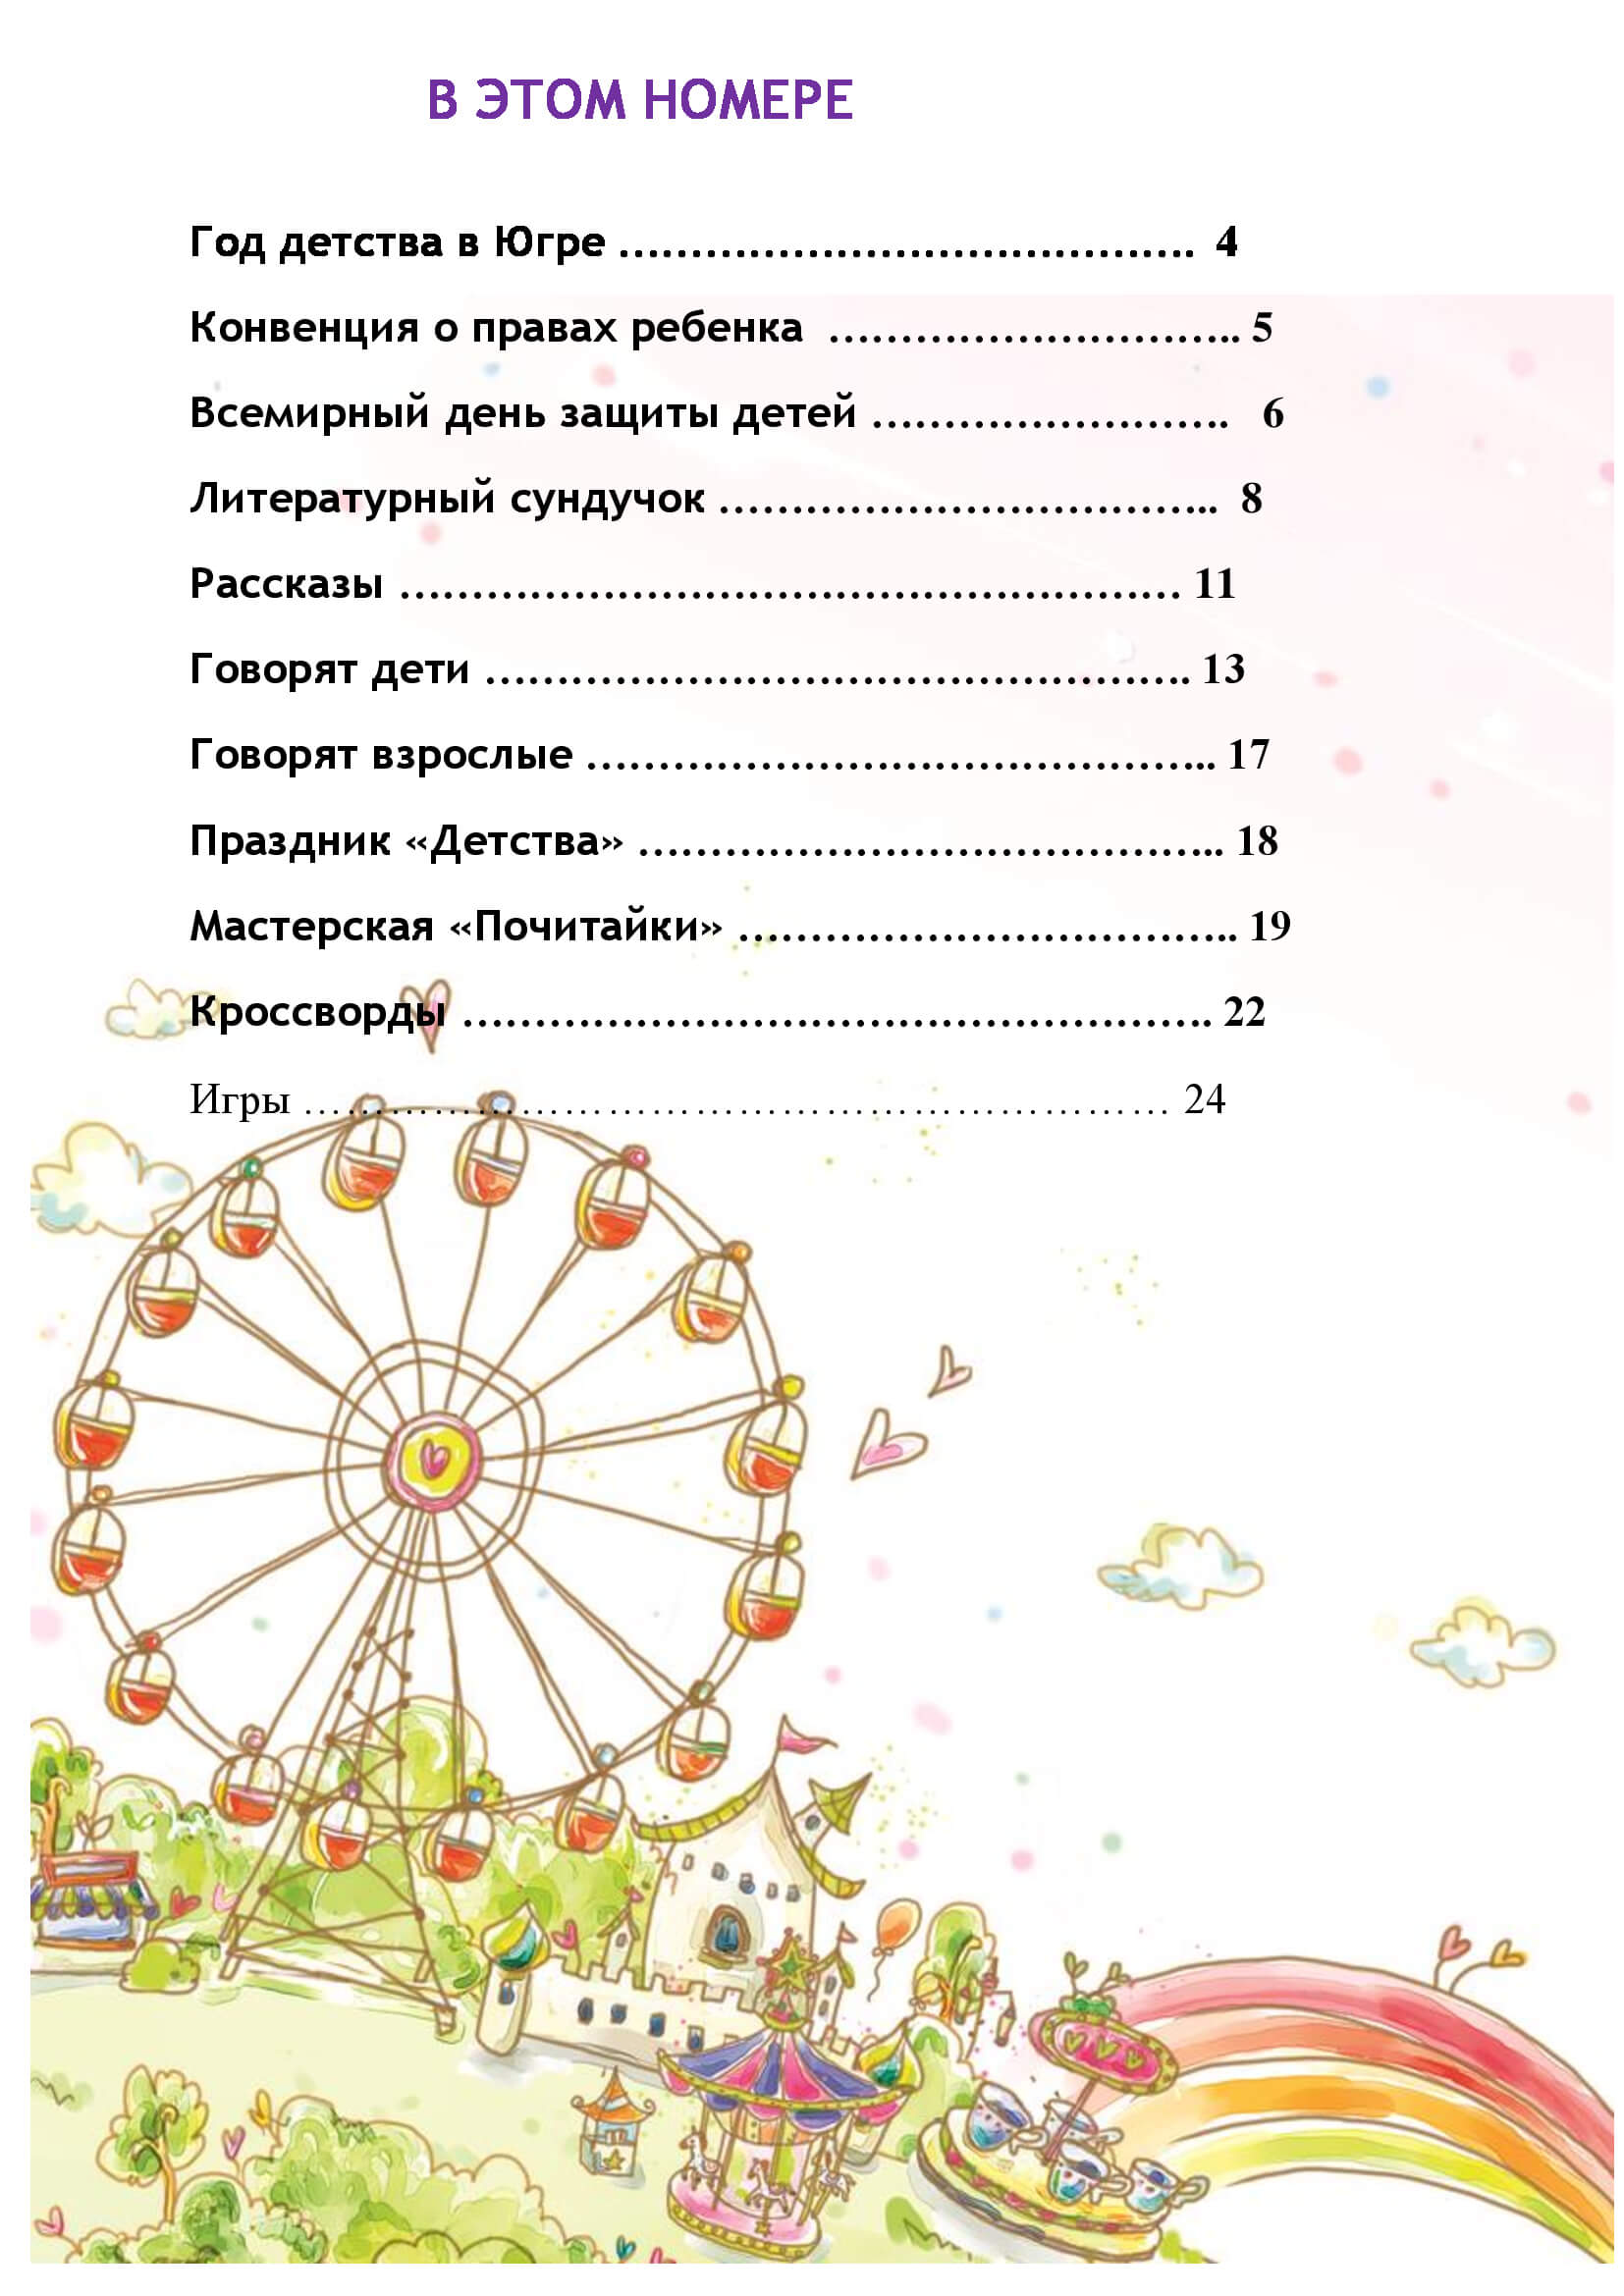 В ЭТОМ НОМЕРЕ
Год детства в Югре …………………………………. 4
Конвенция о правах ребенка ……………………….. 5
Всемирный день защиты детей ……………………. 6
Литературный сундучок …………………………….. 8
Рассказы ……………………………………………… 11
Говорят дети …………………………………………. 13
Говорят взрослые …………………………………….. 17
Праздник «Детства» ………………………………….. 18
Мастерская «Почитайки» …………………………….. 19
Кроссворды ……………………………………………. 22
Игры …………………………………………………… 24